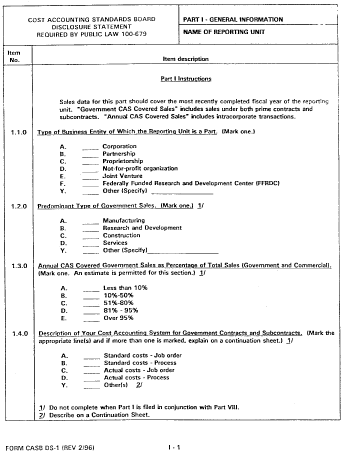 COST ACCOUNTING STANDARDS BOARD
DISCLOSURE STATEMENT
REQUIRED BY PUBLIC LAW 100-679
PART I - GENERAL INFORMATION
NAME OF REPORTING UNIT
Item
No.
Item description
Part I Instructions
Sales data for this part should cover the most recently completed fiscal year of the reporting
unit. "Government CAS Covered Sales" includes sales under both prime contracts and
subcontracts. "Annual CAS Covered Sales" includes intracorporate transactions.
1.1.0 Type of Business Entity of Which the Reporting Unit is a Part. (Mark one.)
A. ____ Corporation
B. ____ Partnership
C. ____ Proprietorship
D. ____ Not-for-profit organization
E. ____ Joint Venture
F. ____ Federally Funded Research and Development Center (FFRDC)
Y. ____ Other (Specify) ____________
1.2.0 Predominant Type of Government Sales. (Mark one.) 1/
A. ____ Manufacturing
B. ____ Research and Development
C. ____ Construction
D. ____ Services
Y. ____ Other (Specify)____________
1.3.0 Annual CAS Covered Government Sales as Percentage of Total Sales (Government and Commercial).
(Mark one. An estimate is permitted for this section.) 1/
A. ____ Less than 10%
B. ____ 10%-50%
C. ____ 51%-80%
D. ____ 81% - 95%
E. ____ Over 95%
1.4.0 Description of Your Cost Accounting System for Government Contracts and Subcontracts. (Mark the
appropriate line(s) and if more than one is marked, explain on a continuation sheet.) 1/
A. ____ Standard costs - Job order
B. ____ Standard costs - Process
C. ____ Actual costs - Job order
D. ____ Actual costs - Process
Y. ____ Other(s) 2/
1/ Do not complete when Part I is filed in conjunction with Part VIII.
2/ Describe on a Continuation Sheet.
FORM CASB DS-1 (REV 2/96) I - 1